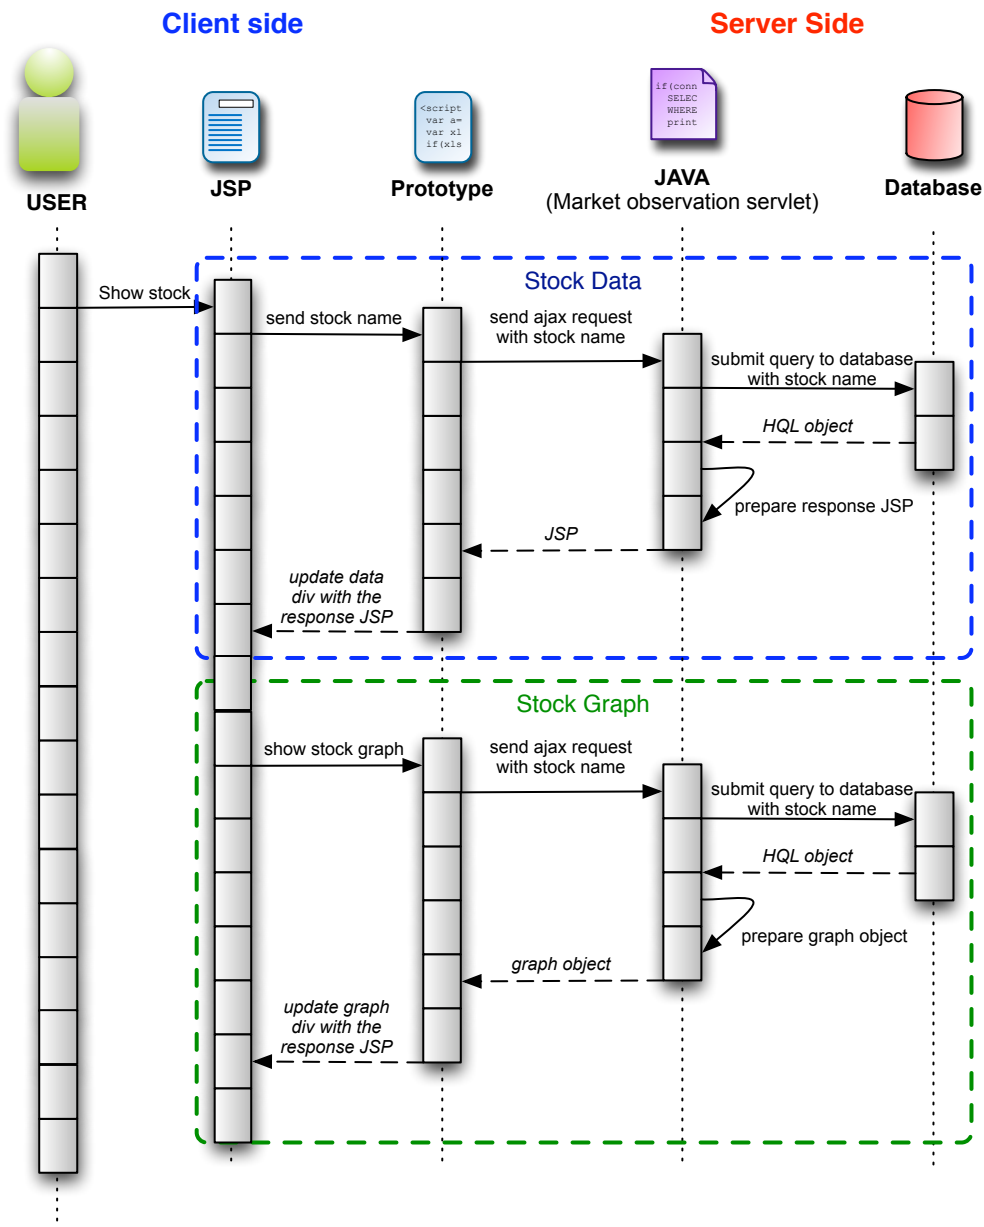 Client side
Server Side
<script
var a=
var xl
if(xls
if(conn
SELEC
WHERE
print
USER
JSP
Prototype
JAVA
(Market observation servlet)
Database
Stock Data
Show stock
send stock name
send ajax request
with stock name
submit query to database
with stock name
HQL object
prepare response JSP
JSP
update data
div with the
response JSP
Stock Graph
show stock graph
send ajax request
with stock name
submit query to database
with stock name
HQL object
prepare graph object
graph object
update graph
div with the
response JSP